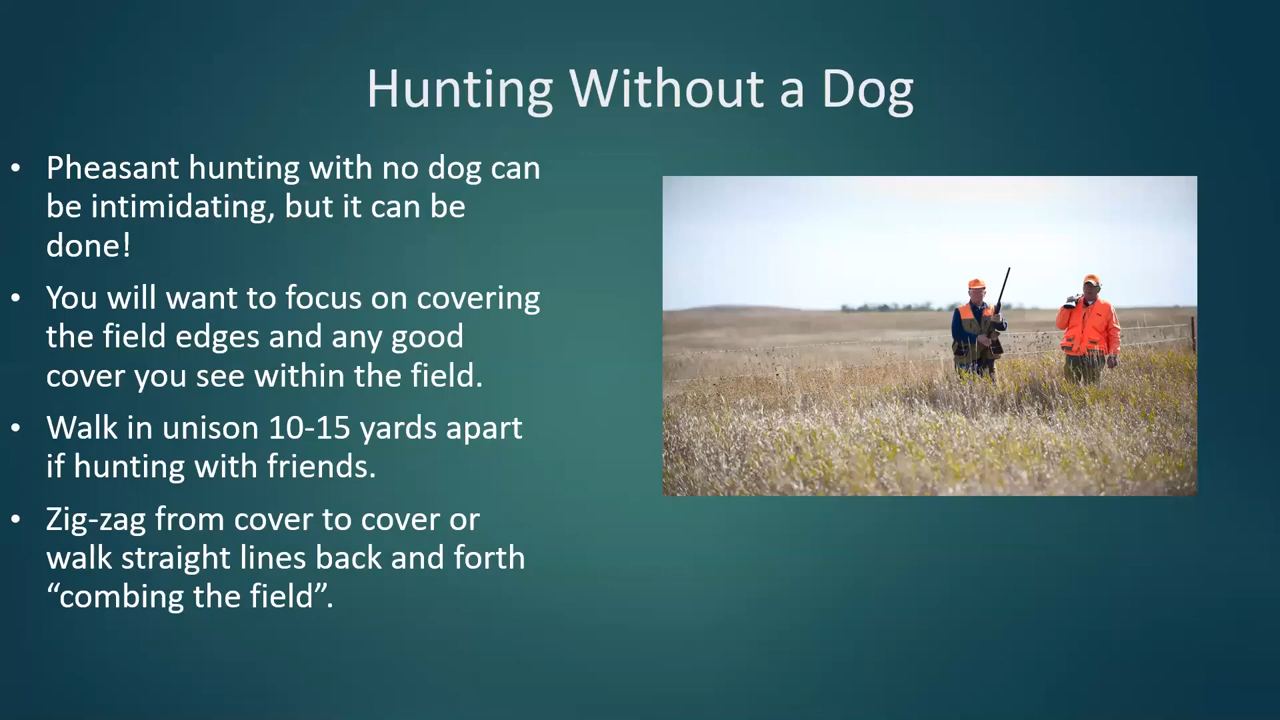 Hunting Without a Dog
• Pheasant hunting with no dog can
be intimidating, but it can be
done!
• You will want to focus on covering
the field edges and any good
cover you see within the field.
• Walk in unison 10-15 yards apart
if hunting with friends.
• Zig-zag from cover to cover or
walk straight lines back and forth
“combing the field”.